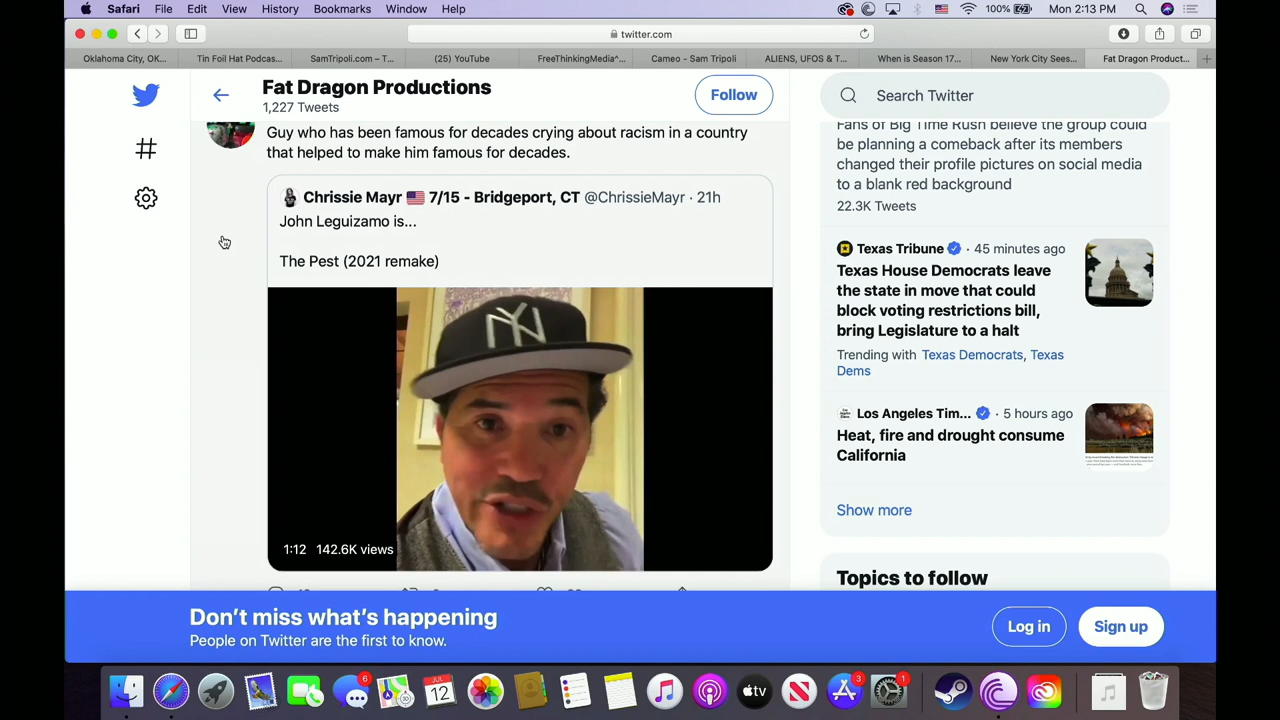 Safari File Edit View History Bookmarks Window Help 100% Mon 2:13 PM
twitter.com
Oklahoma City, OK... Tin Foil Hat Podcas... SamTripoli.com – T... (25) YouTube FreeThinkingMedia^... Cameo - Sam Tripoli ALIENS, UFOS & T... When is Season 17... New York City Sees... Fat Dragon Product...
Fat Dragon Productions
1,227 Tweets
Follow
Guy who has been famous for decades crying about racism in a country
that helped to make him famous for decades.
Chrissie Mayr 7/15 - Bridgeport, CT @ChrissieMayr · 21h
John Leguizamo is...
The Pest (2021 remake)
NY
1:12 142.6K views
Search Twitter
Fans of Big Time Rush believe the group could
be planning a comeback after its members
changed their profile pictures on social media
to a blank red background
22.3K Tweets
Texas Tribune · 45 minutes ago
Texas House Democrats leave
the state in move that could
block voting restrictions bill,
bring Legislature to a halt
Trending with Texas Democrats, Texas
Dems
Los Angeles Tim... · 5 hours ago
Heat, fire and drought consume
California
Show more
Topics to follow
Don't miss what's happening
People on Twitter are the first to know.
Log in Sign up
6 JUL 12 tv 3 1